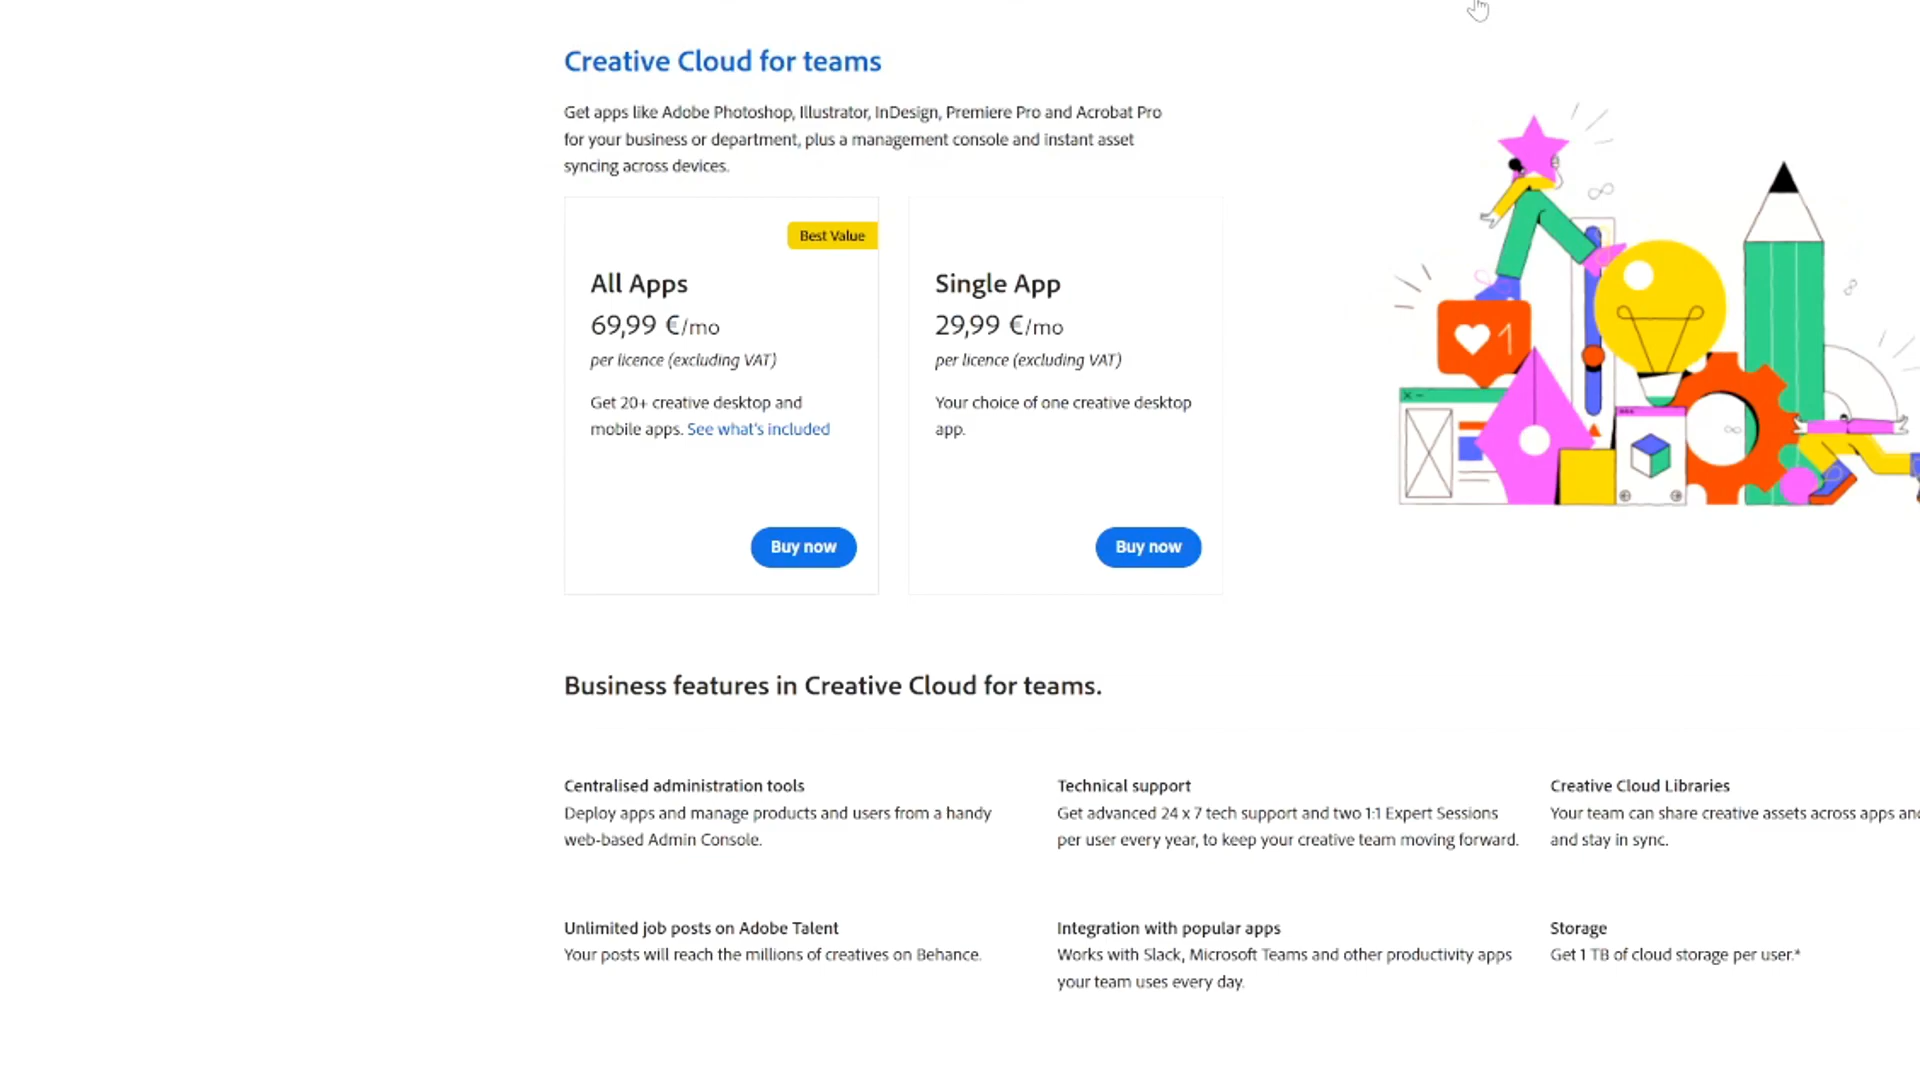 Creative Cloud for teams
Get apps like Adobe Photoshop, Illustrator, InDesign, Premiere Pro and Acrobat Pro
for your business or department, plus a management console and instant asset
syncing across devices.
Best Value
All Apps
69,99 €/mo
per licence (excluding VAT)
Get 20+ creative desktop and
mobile apps. See what's included
Buy now
Single App
29,99 €/mo
per licence (excluding VAT)
Your choice of one creative desktop
app.
Buy now
1
Business features in Creative Cloud for teams.
Centralised administration tools
Deploy apps and manage products and users from a handy
web-based Admin Console.
Technical support
Get advanced 24 x 7 tech support and two 1:1 Expert Sessions
per user every year, to keep your creative team moving forward.
Creative Cloud Libraries
Your team can share creative assets across apps and
and stay in sync.
Unlimited job posts on Adobe Talent
Your posts will reach the millions of creatives on Behance.
Integration with popular apps
Works with Slack, Microsoft Teams and other productivity apps
your team uses every day.
Storage
Get 1 TB of cloud storage per user.*